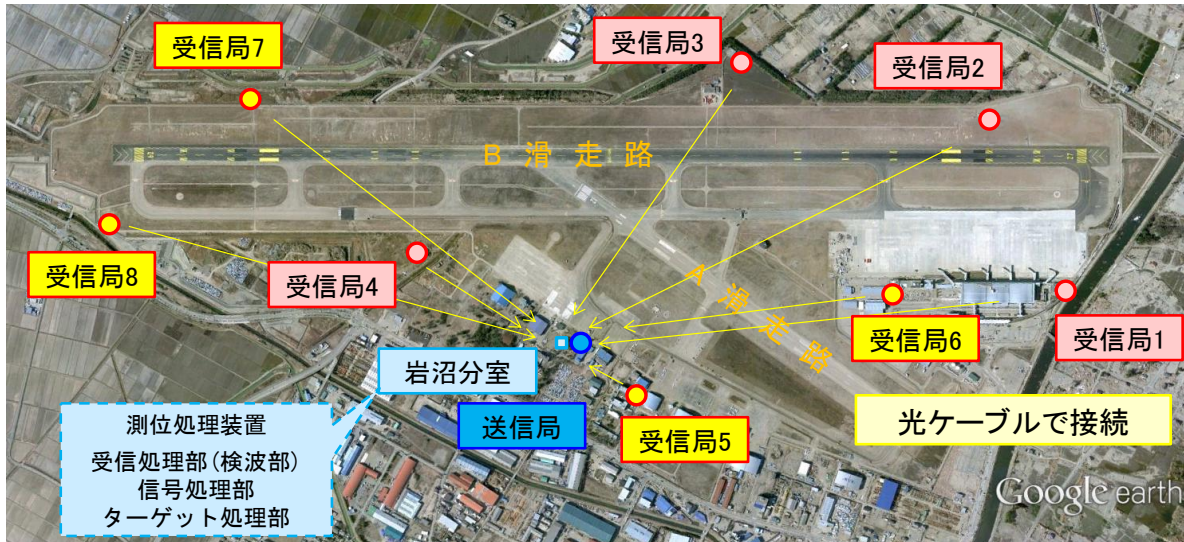 受信局7
受信局3
受信局2
B 滑 走 路
受信局8
受信局4
A 滑 走 路
受信局6
受信局1
岩沼分室
送信局
受信局5
光ケーブルで接続
測位処理装置
受信処理部(検波部)
信号処理部
ターゲット処理部
Google earth
27